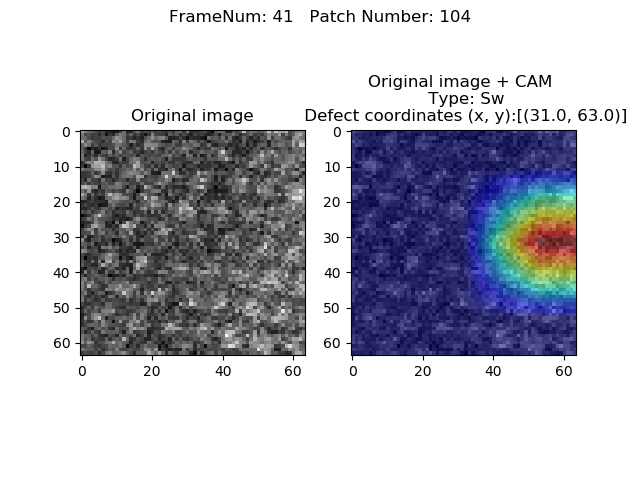 FrameNum: 41   Patch Number: 104
Original image
0
10
20
30
40
50
60
0 20 40 60
Original image + CAM
Type: Sw
Defect coordinates (x, y):[(31.0, 63.0)]
0
10
20
30
40
50
60
0 20 40 60